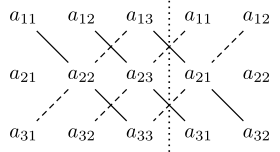 a₁₁ a₁₂ a₁₃ a₁₁ a₁₂
a₂₁ a₂₂ a₂₃ a₂₁ a₂₂
a₃₁ a₃₂ a₃₃ a₃₁ a₃₂